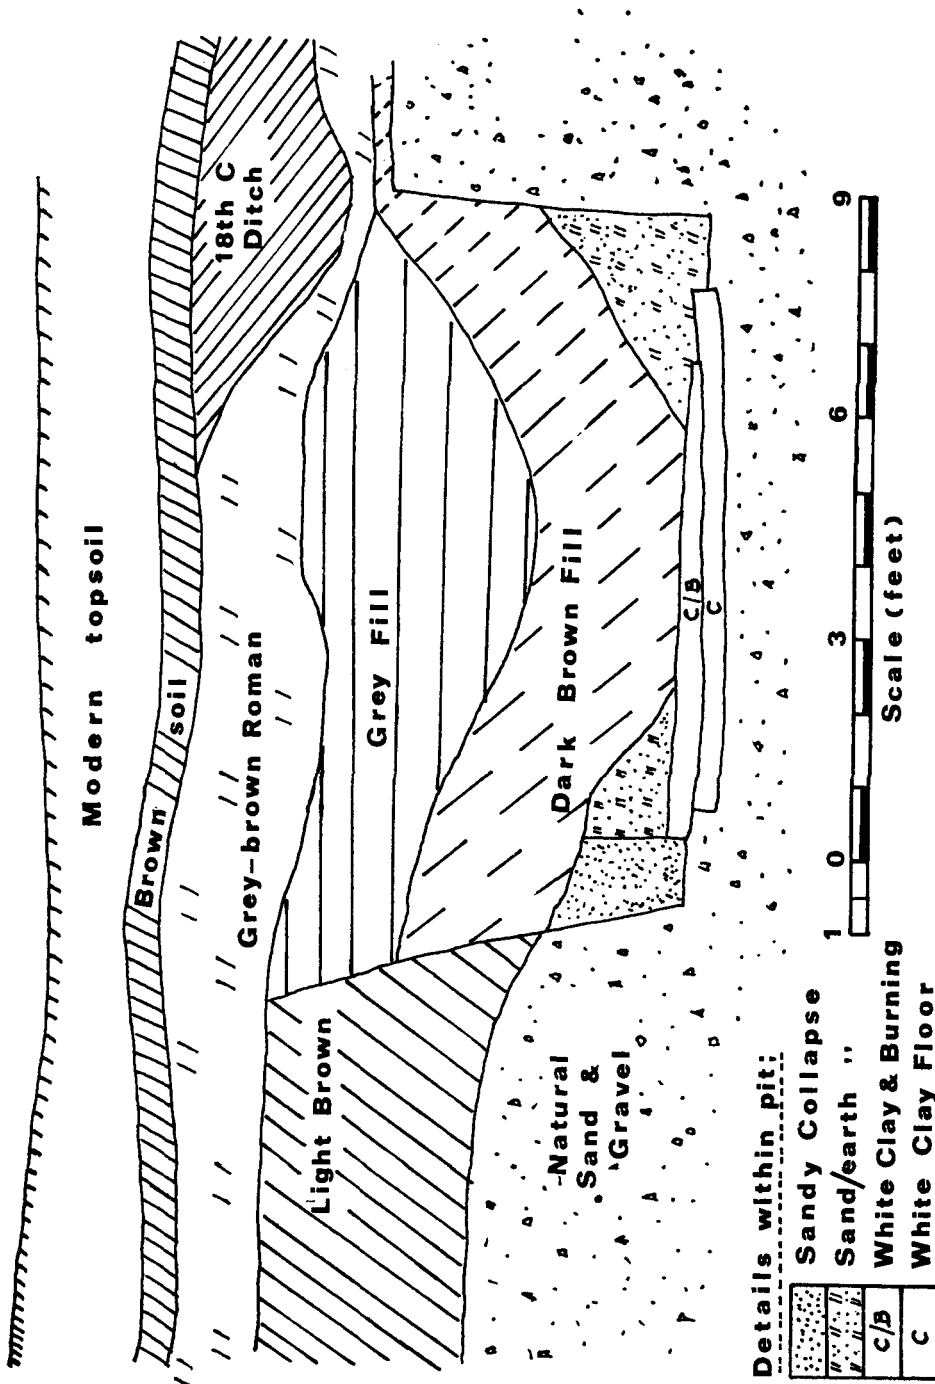 Modern topsoil
Brown soil
18th C
Ditch
Grey-brown Roman
Grey Fill
Light Brown
Dark Brown Fill
C/B
C
Natural
Sand &
Gravel
1 0 3 6 9
Scale (feet)
Details within pit:
Sandy Collapse
Sand/earth "
C/B White Clay & Burning
C White Clay Floor